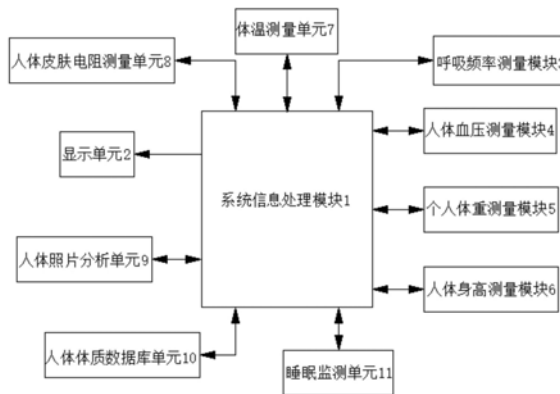 体温测量单元7
人体皮肤电阻测量单元8
呼吸频率测量模块
人体血压测量模块4
显示单元2
系统信息处理模块1
个人体重测量模块5
人体照片分析单元9
人体身高测量模块6
人体体质数据库单元10
睡眠监测单元11